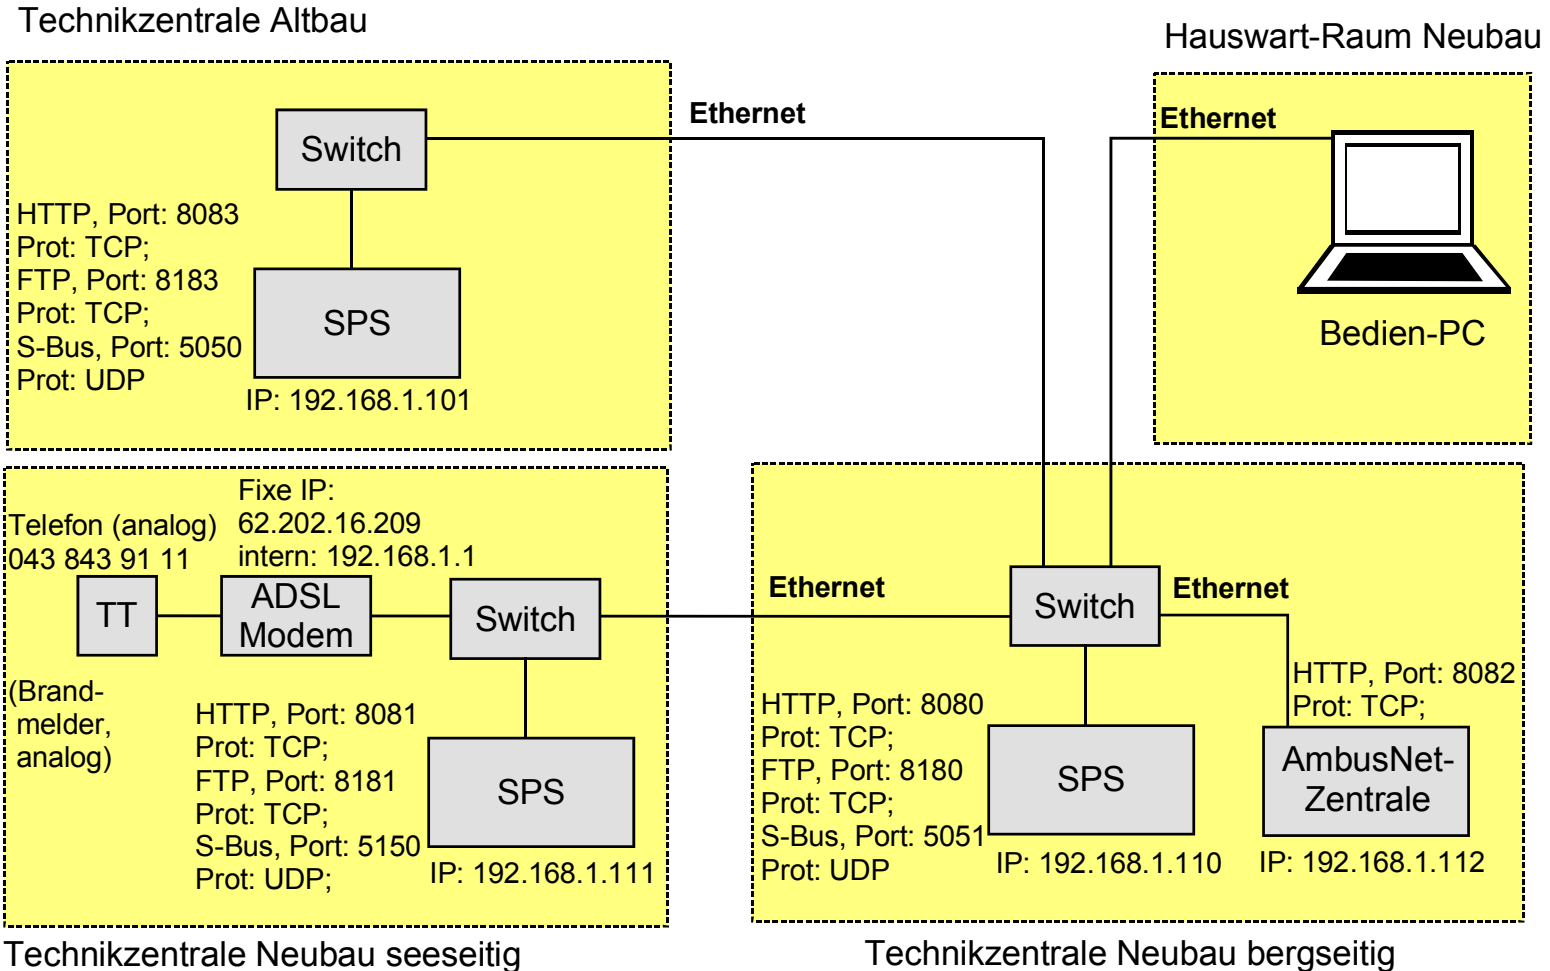 Technikzentrale Altbau
Hauswart-Raum Neubau
Ethernet
Ethernet
Switch
HTTP, Port: 8083
Prot: TCP;
FTP, Port: 8183
Prot: TCP;
S-Bus, Port: 5050
Prot: UDP
SPS
IP: 192.168.1.101
Bedien-PC
Fixe IP:
62.202.16.209
intern: 192.168.1.1
Telefon (analog)
043 843 91 11
TT
ADSL
Modem
Switch
(Brand-
melder,
analog)
HTTP, Port: 8081
Prot: TCP;
FTP, Port: 8181
Prot: TCP;
S-Bus, Port: 5150
Prot: UDP;
SPS
IP: 192.168.1.111
Ethernet
Switch
Ethernet
HTTP, Port: 8082
Prot: TCP;
HTTP, Port: 8080
Prot: TCP;
FTP, Port: 8180
Prot: TCP;
S-Bus, Port: 5051
Prot: UDP
SPS
IP: 192.168.1.110
AmbusNet-
Zentrale
IP: 192.168.1.112
Technikzentrale Neubau seeseitig
Technikzentrale Neubau bergseitig